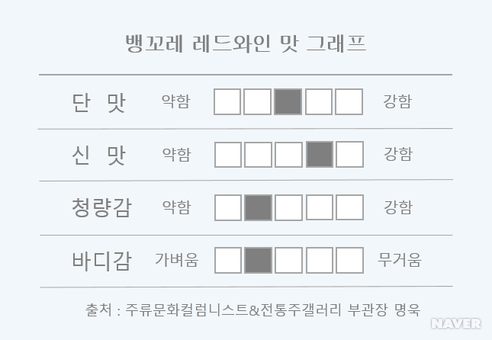 뱅꼬레 레드와인 맛 그래프
단 맛 약함 강함
신 맛 약함 강함
청량감 약함 강함
바디감 가벼움 무거움
출처 : 주류문화컬럼니스트&전통주갤러리 부관장 명욱
NAVER